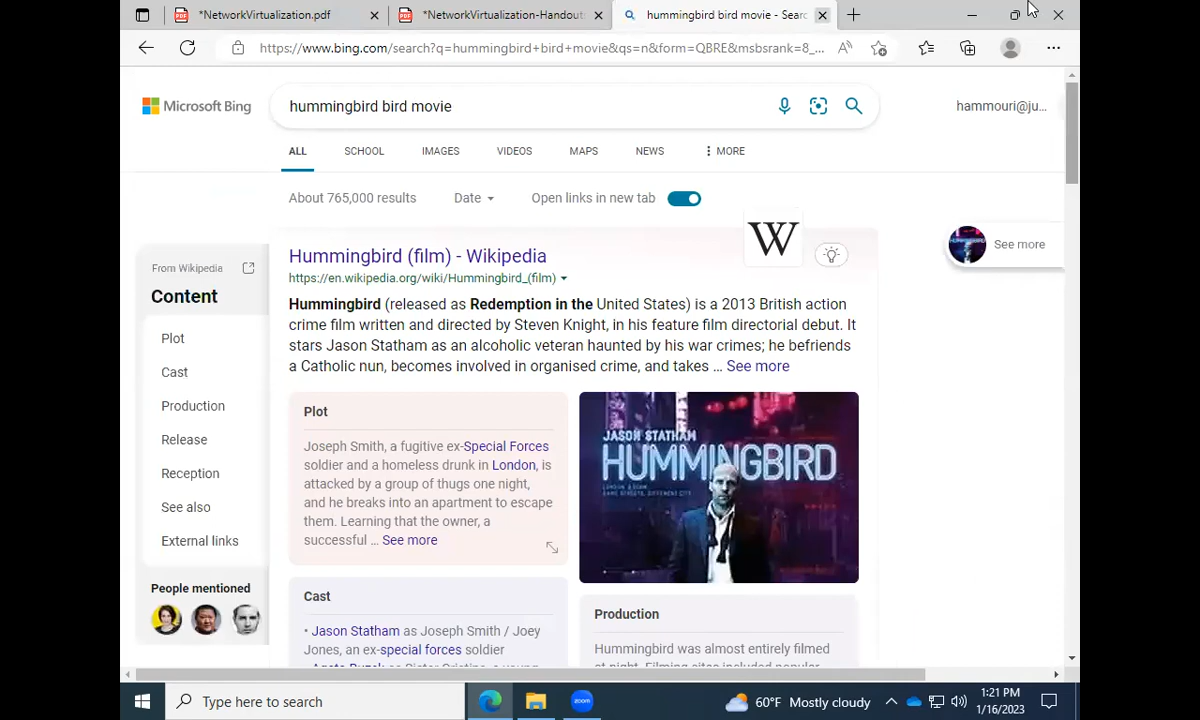 *NetworkVirtualization.pdf
*NetworkVirtualization-Handout
hummingbird bird movie - Searc
https://www.bing.com/search?q=hummingbird+bird+movie&qs=n&form=QBRE&msbsrank=8_...
Microsoft Bing
hummingbird bird movie
hammouri@ju...
ALL
SCHOOL
IMAGES
VIDEOS
MAPS
NEWS
MORE
About 765,000 results
Date
Open links in new tab
W
See more
From Wikipedia
Content
Plot
Cast
Production
Release
Reception
See also
External links
People mentioned
Hummingbird (film) - Wikipedia
https://en.wikipedia.org/wiki/Hummingbird_(film)
Hummingbird (released as Redemption in the United States) is a 2013 British action
crime film written and directed by Steven Knight, in his feature film directorial debut. It
stars Jason Statham as an alcoholic veteran haunted by his war crimes; he befriends
a Catholic nun, becomes involved in organised crime, and takes ... See more
Plot
Joseph Smith, a fugitive ex-Special Forces
soldier and a homeless drunk in London, is
attacked by a group of thugs one night,
and he breaks into an apartment to escape
them. Learning that the owner, a
successful ... See more
JASON STATHAM
HUMMINGBIRD
Cast
• Jason Statham as Joseph Smith / Joey
Jones, an ex-special forces soldier
Production
Hummingbird was almost entirely filmed
Type here to search
zoom
60°F Mostly cloudy
1:21 PM
1/16/2023